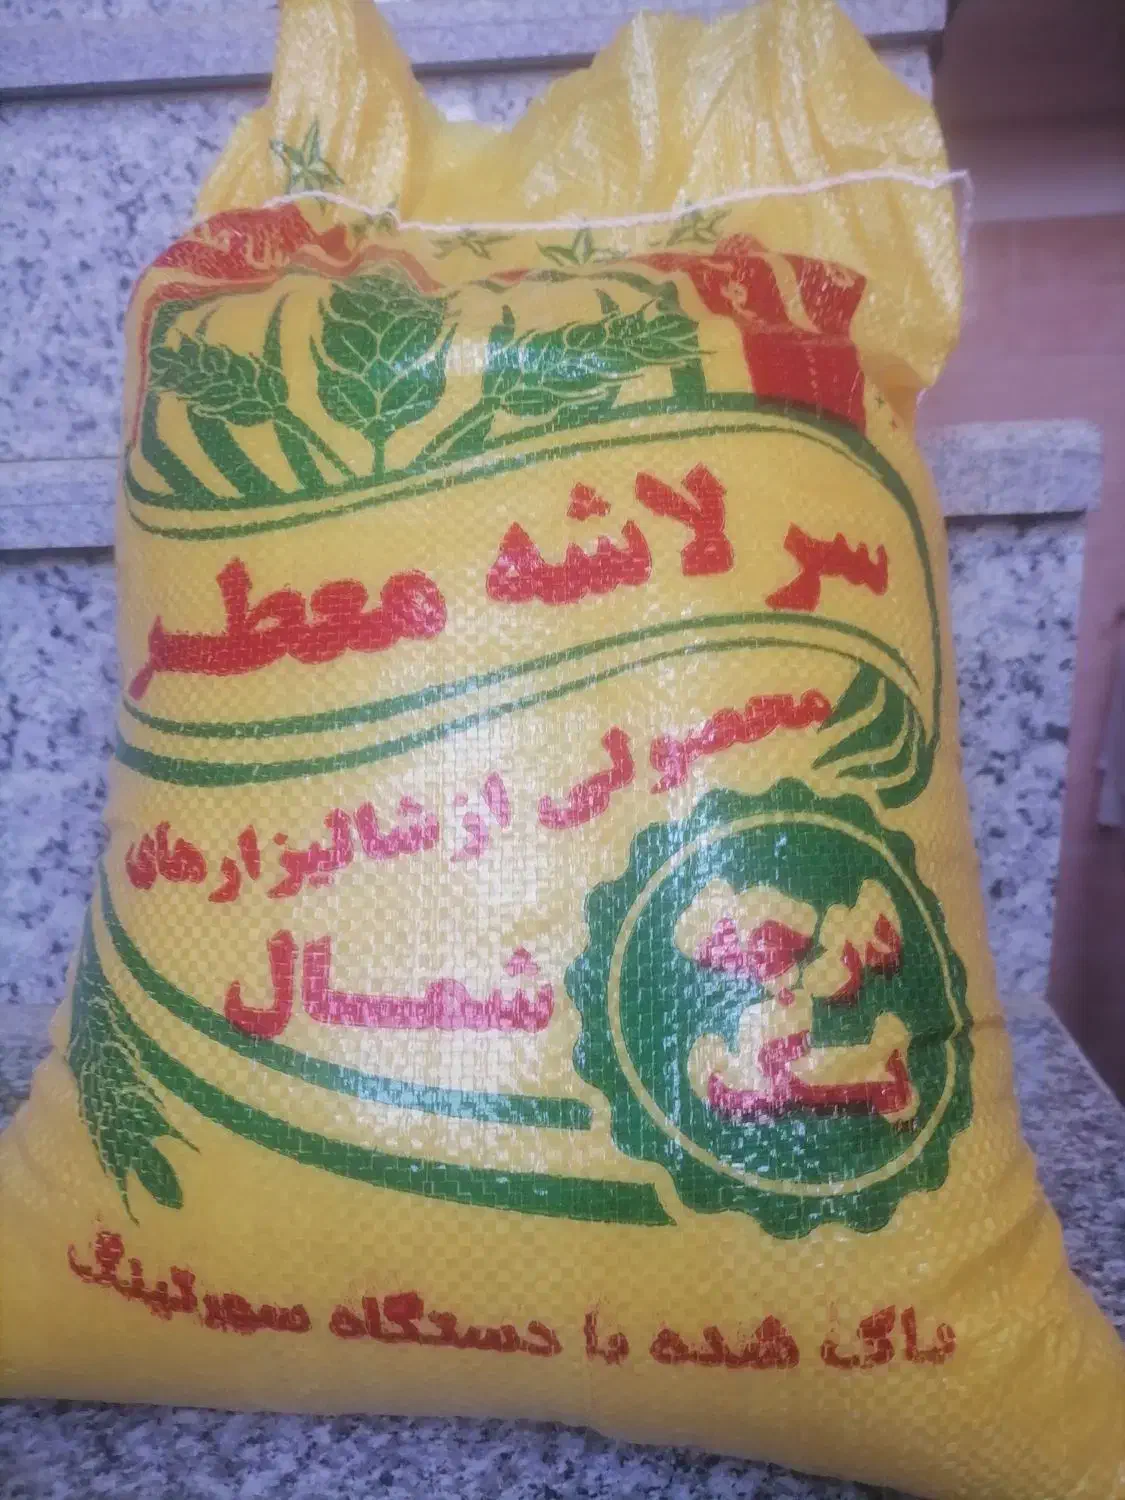 سر لاشه معطر
محصولی از شالیزارهای
شمال
درجه
یک
پاک شده با دستگاه سورتینگ